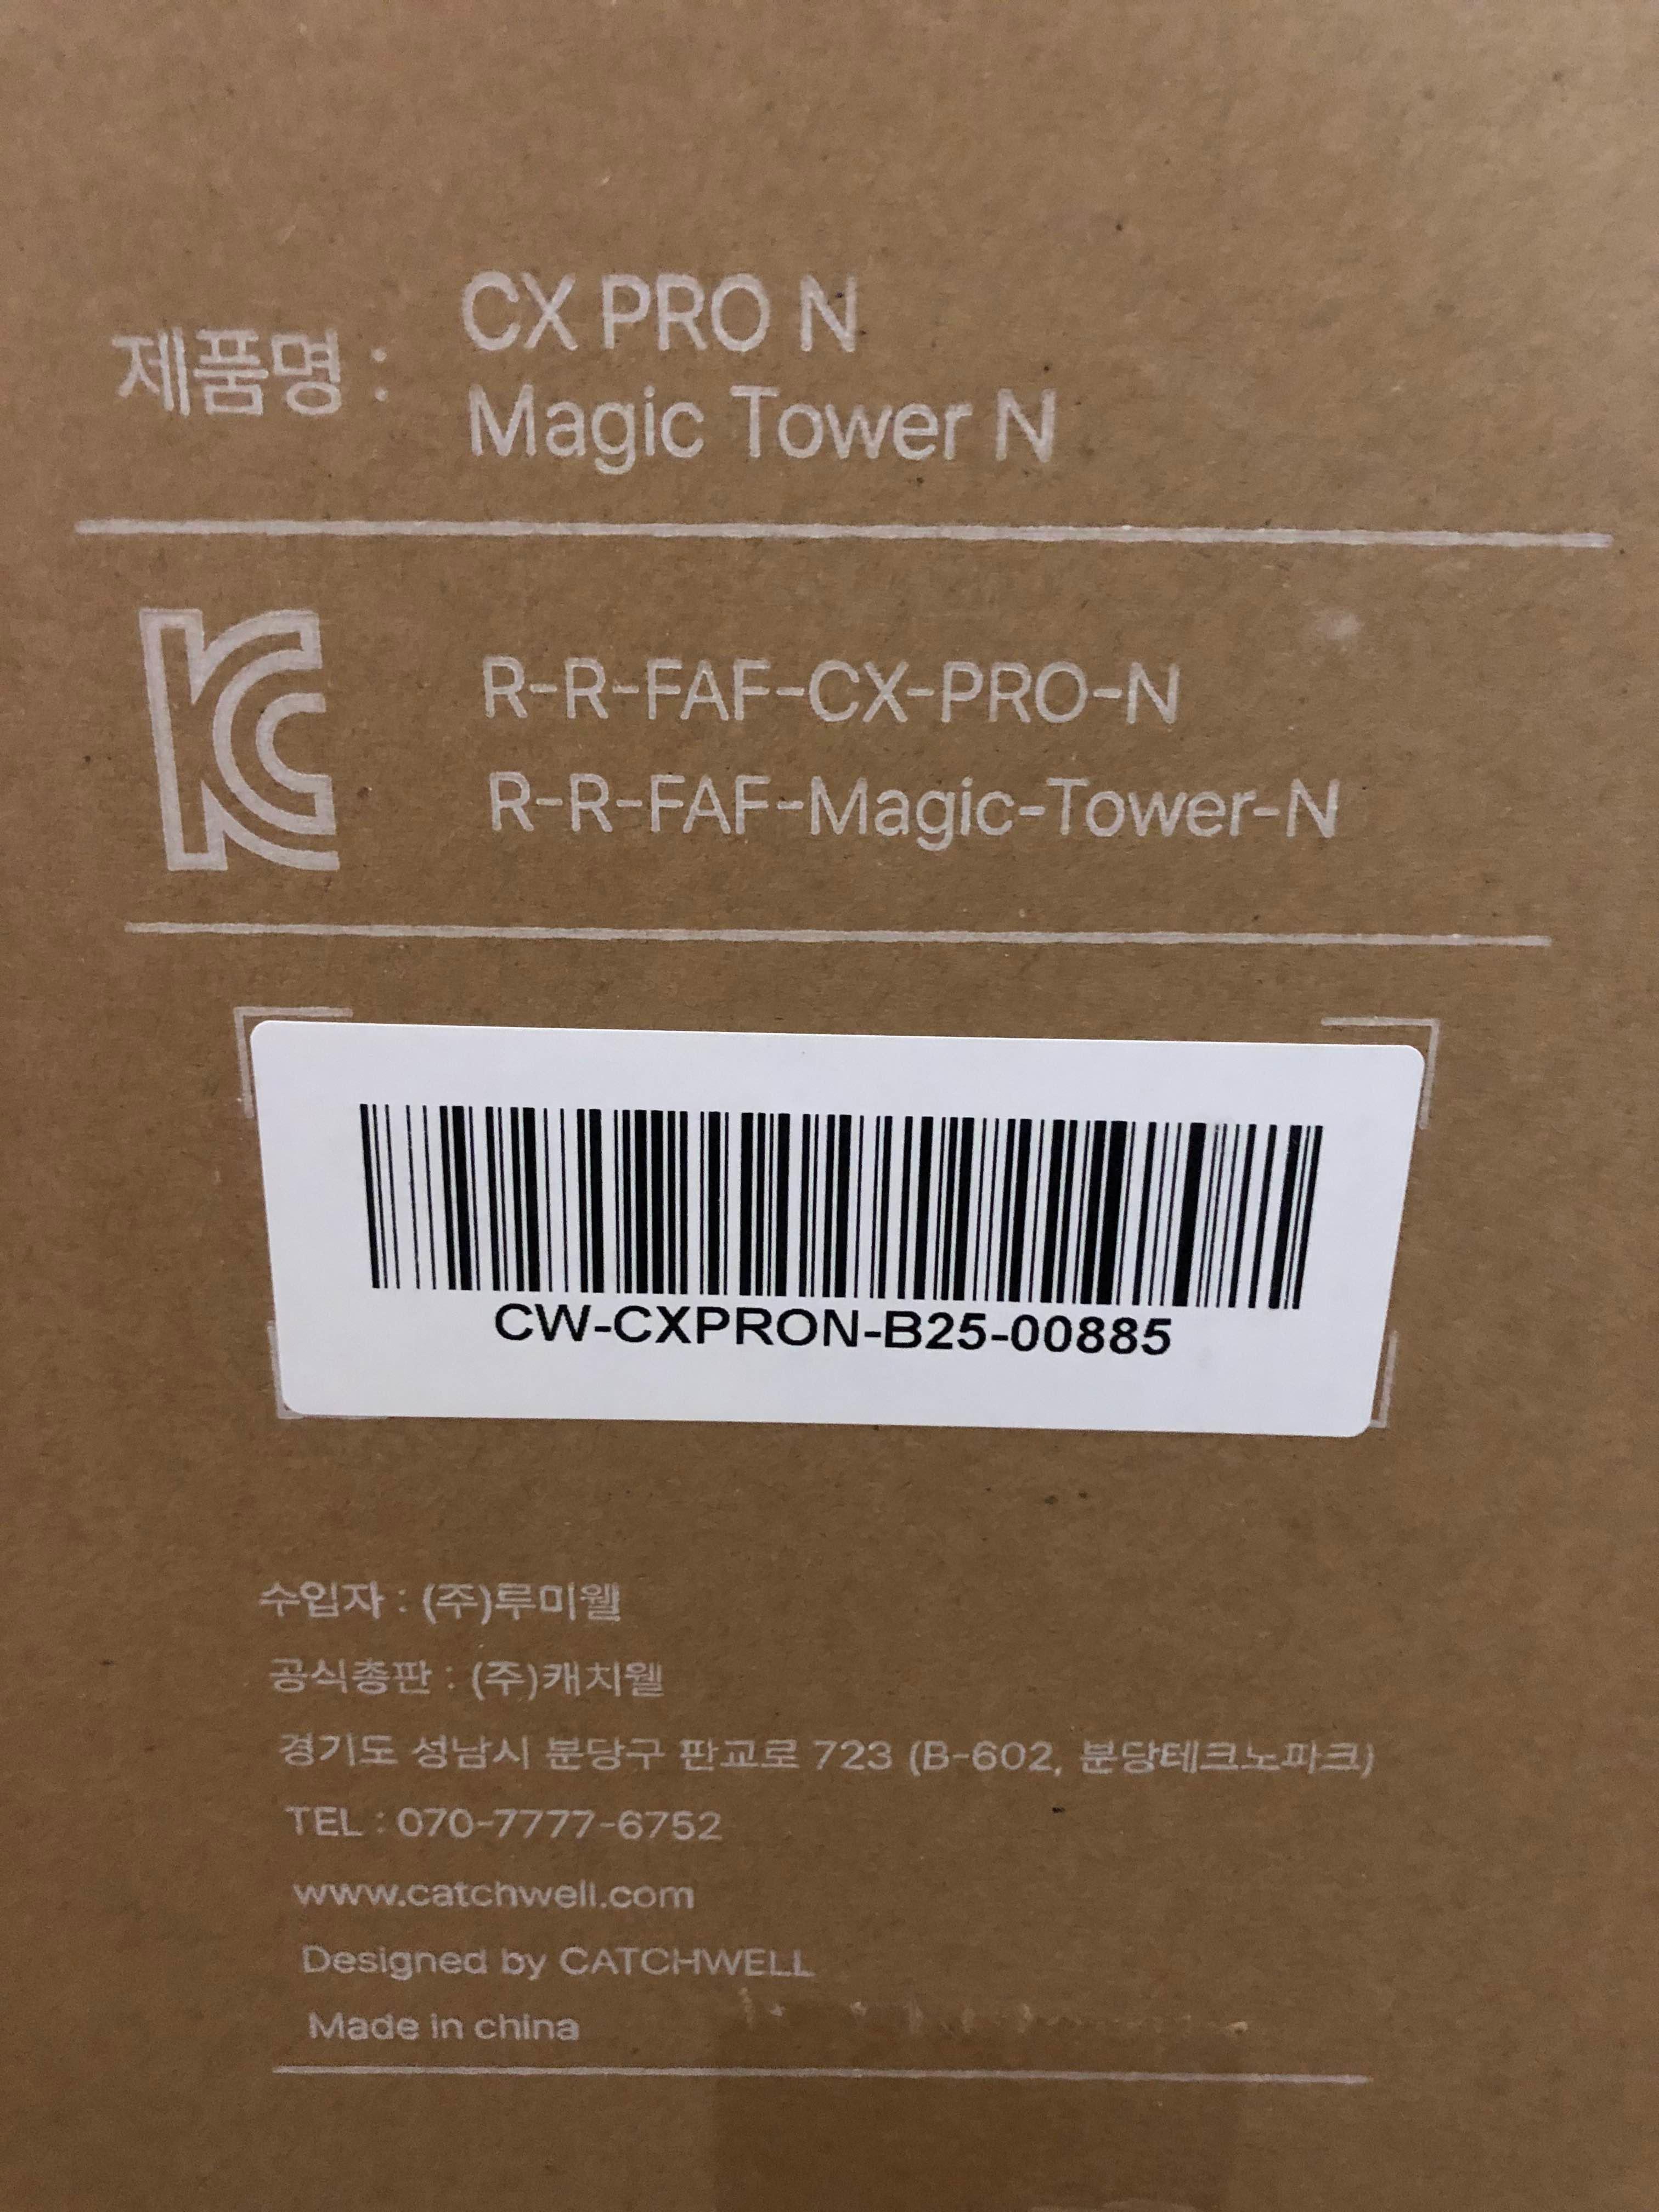 제품명 : CX PRO N
Magic Tower N
R-R-FAF-CX-PRO-N
R-R-FAF-Magic-Tower-N
CW-CXPRON-B25-00885
수입자 : (주)루미웰
공식총판 : (주)캐치웰
경기도 성남시 분당구 판교로 723 (B-602, 분당테크노파크)
TEL : 070-7777-6752
www.catchwell.com
Designed by CATCHWELL
Made in china